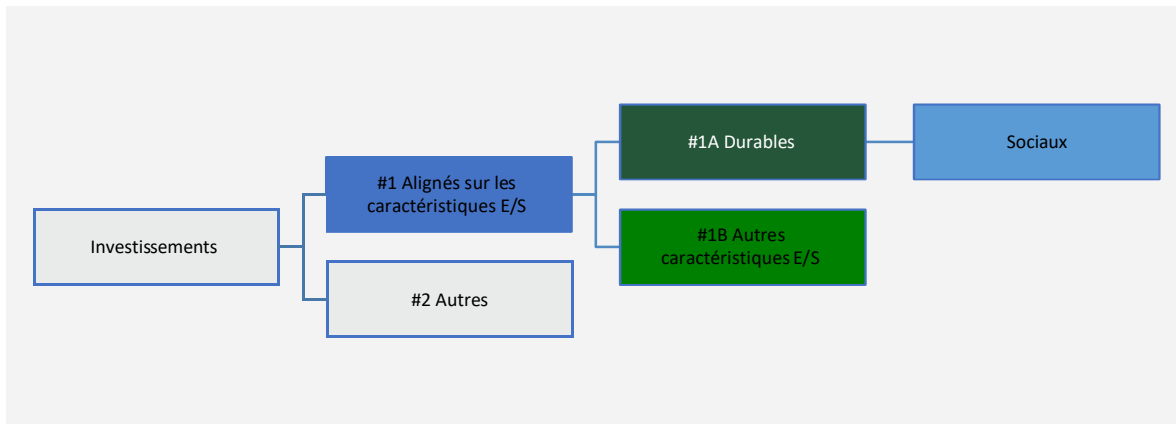 #1A Durables
Sociaux
#1 Alignés sur les
caractéristiques E/S
#1B Autres
caractéristiques E/S
Investissements
#2 Autres